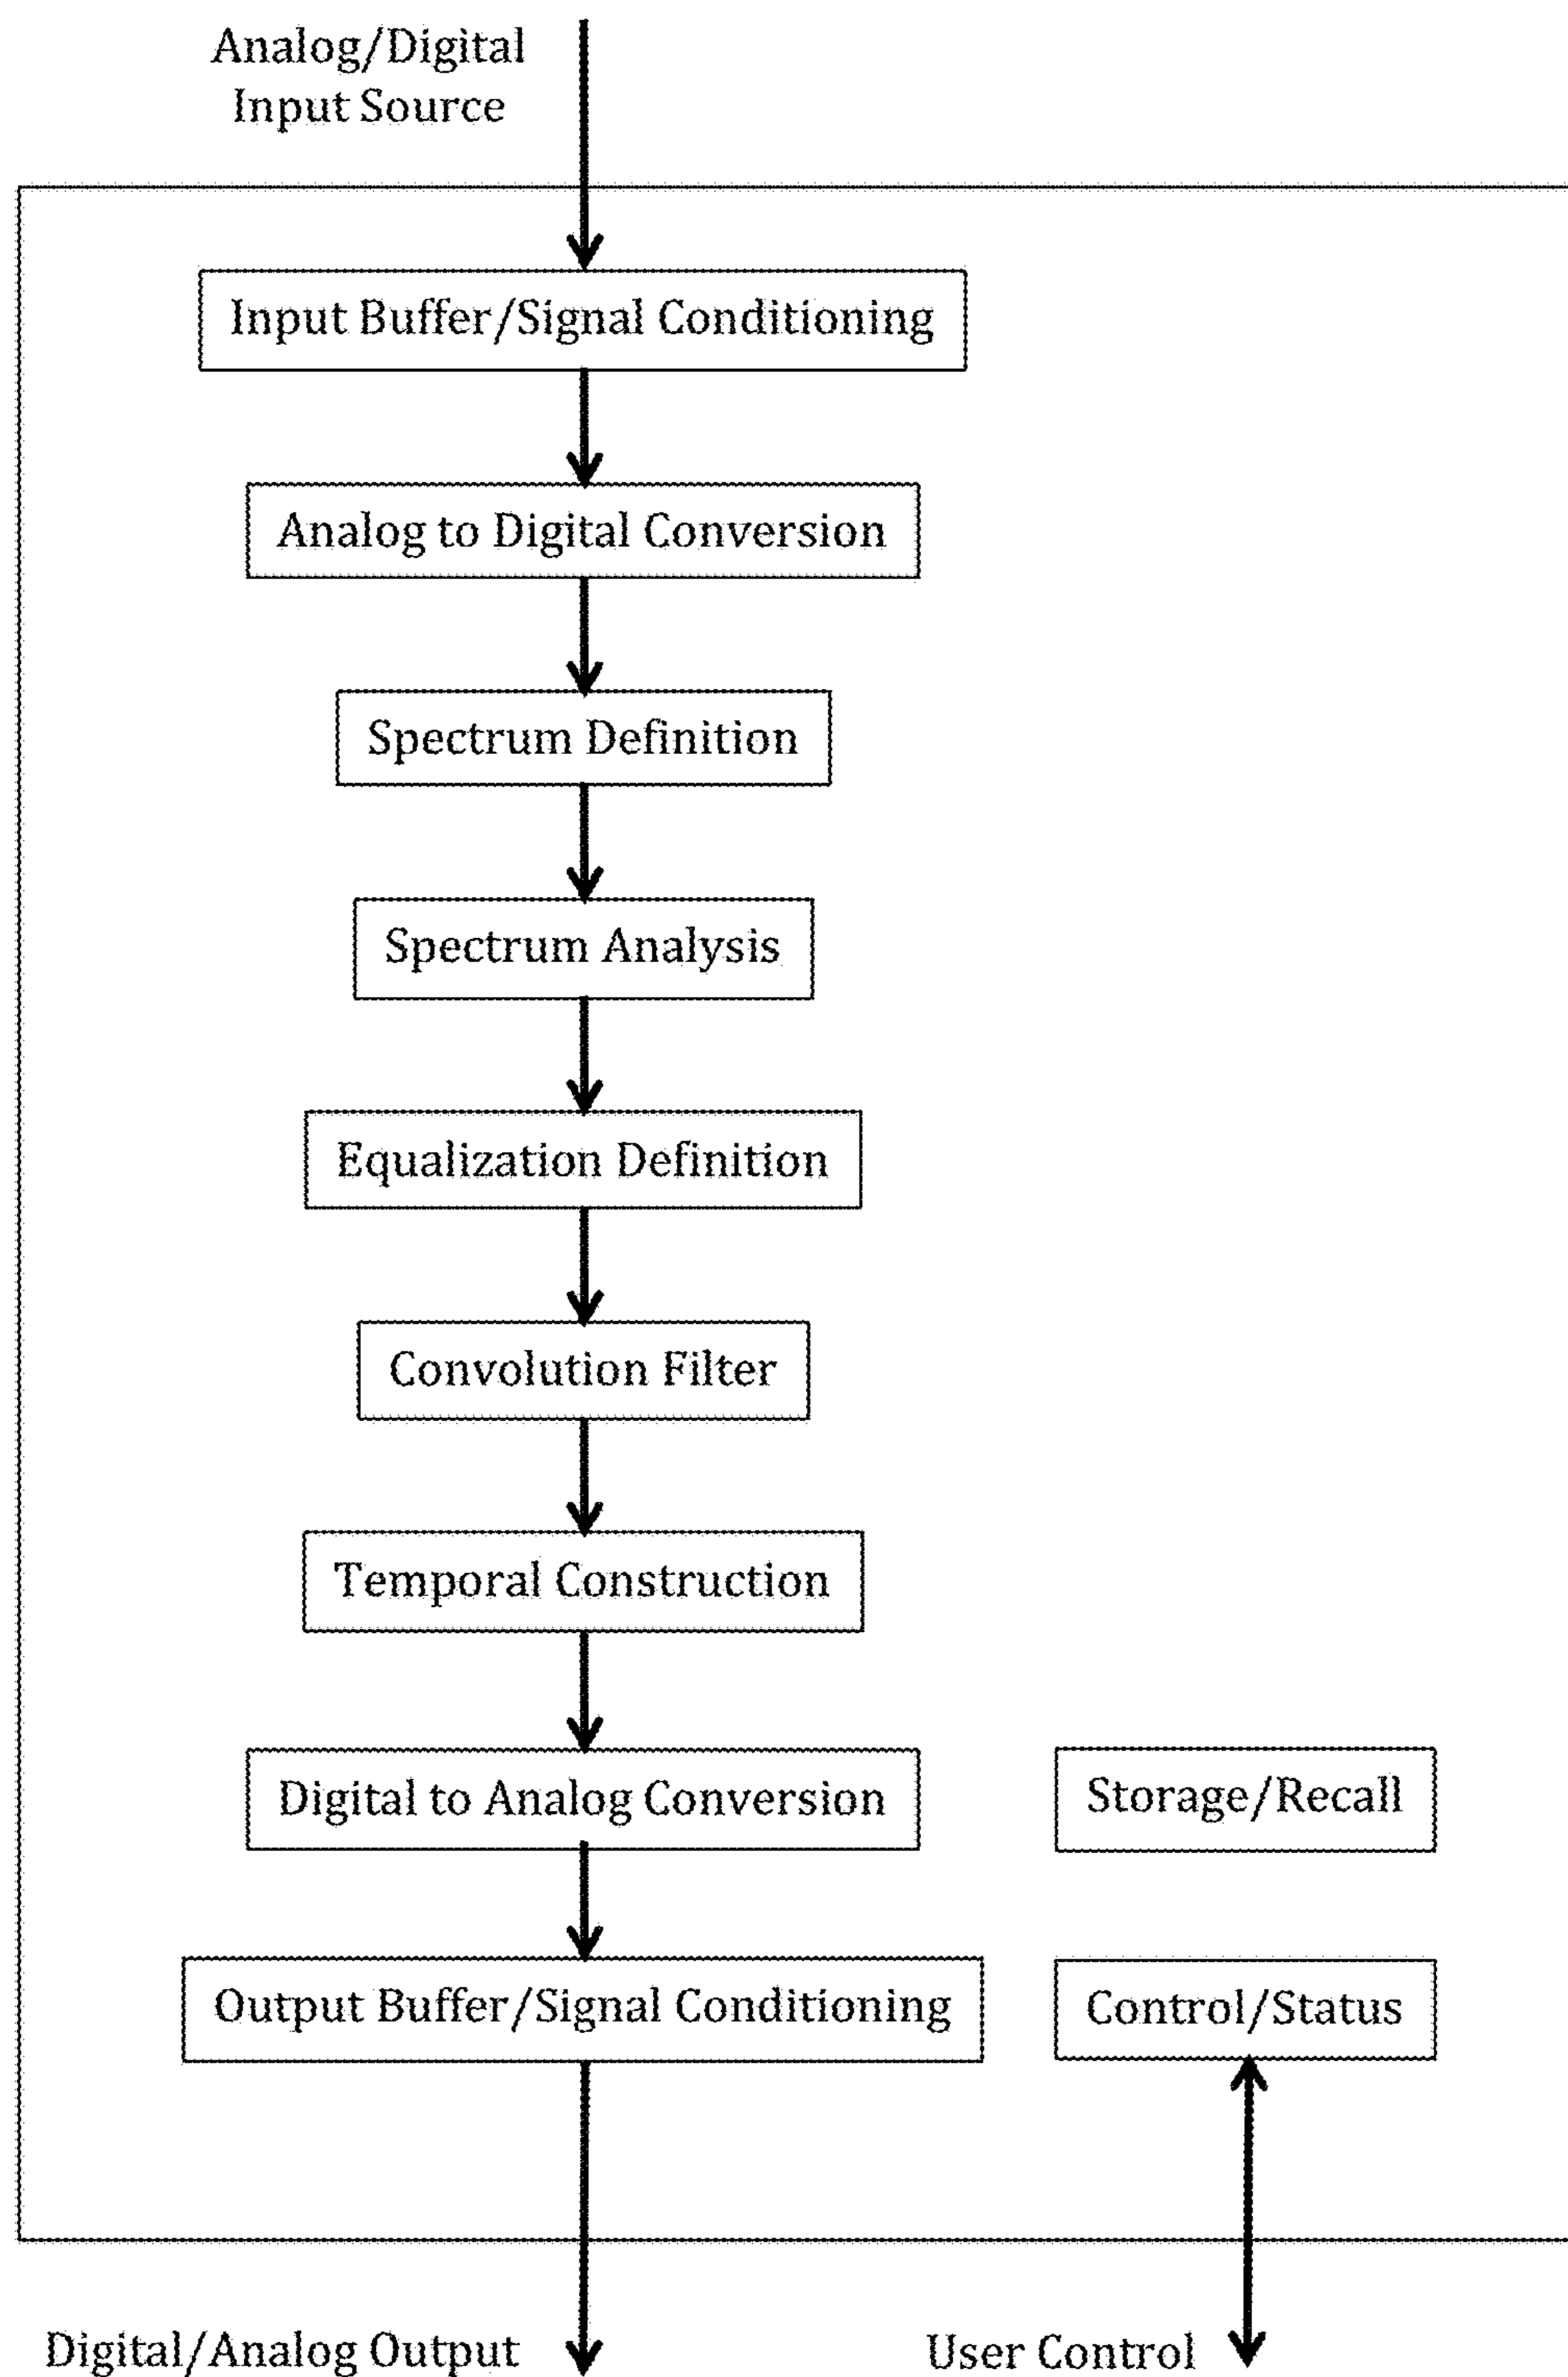 Analog/Digital
Input Source
Input Buffer/Signal Conditioning
Analog to Digital Conversion
Spectrum Definition
Spectrum Analysis
Equalization Definition
Convolution Filter
Temporal Construction
Digital to Analog Conversion
Storage/Recall
Output Buffer/Signal Conditioning
Control/Status
Digital/Analog Output
User Control